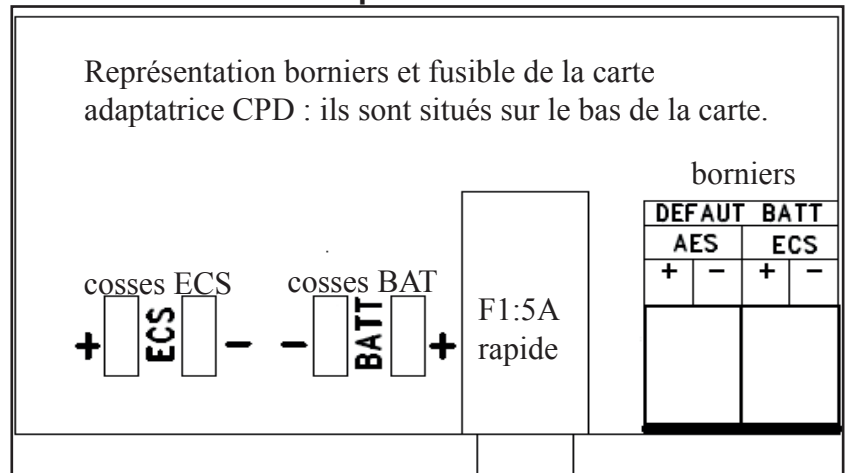 Représentation borniers et fusible de la carte
adaptatrice CPD : ils sont situés sur le bas de la carte.
borniers
DEFAUT BATT
AES ECS
+ - + -
cosses ECS cosses BAT
+ ECS - - BATT +
F1:5A
rapide